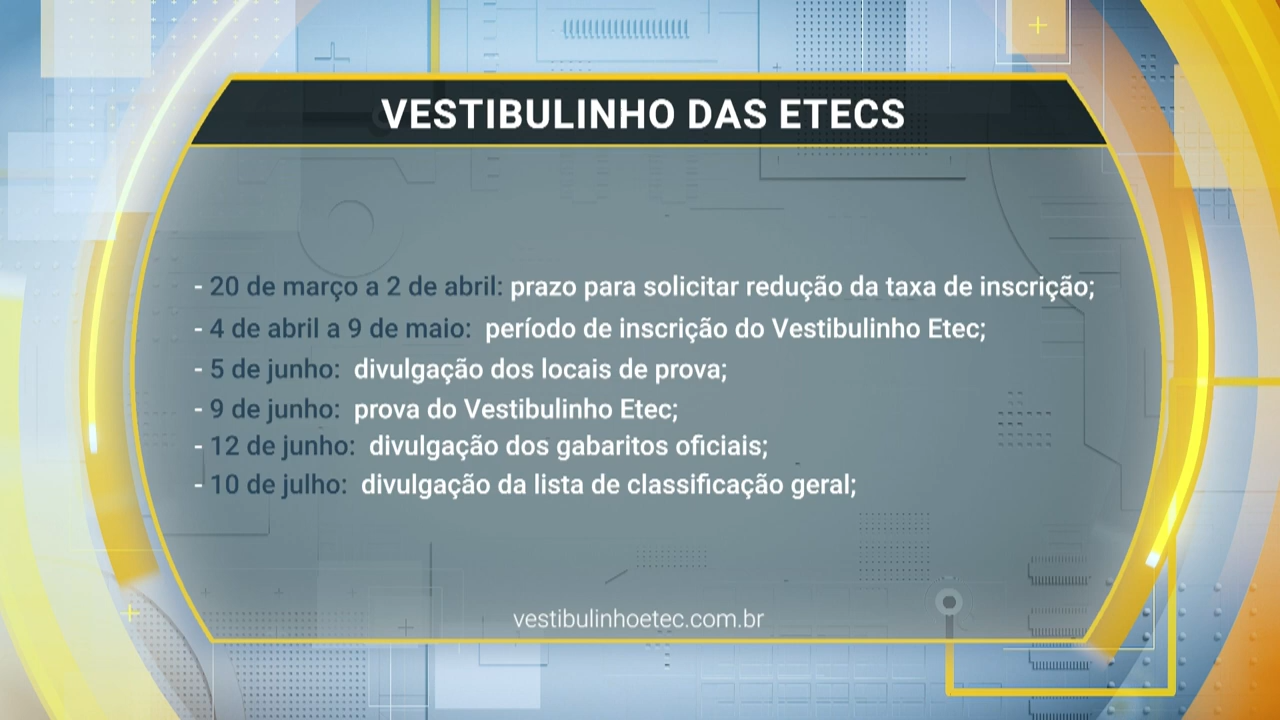 VESTIBULINHO DAS ETECS
- 20 de março a 2 de abril: prazo para solicitar redução da taxa de inscrição;
- 4 de abril a 9 de maio: período de inscrição do Vestibulinho Etec;
- 5 de junho: divulgação dos locais de prova;
- 9 de junho: prova do Vestibulinho Etec;
- 12 de junho: divulgação dos gabaritos oficiais;
- 10 de julho: divulgação da lista de classificação geral;
vestibulinhoetec.com.br